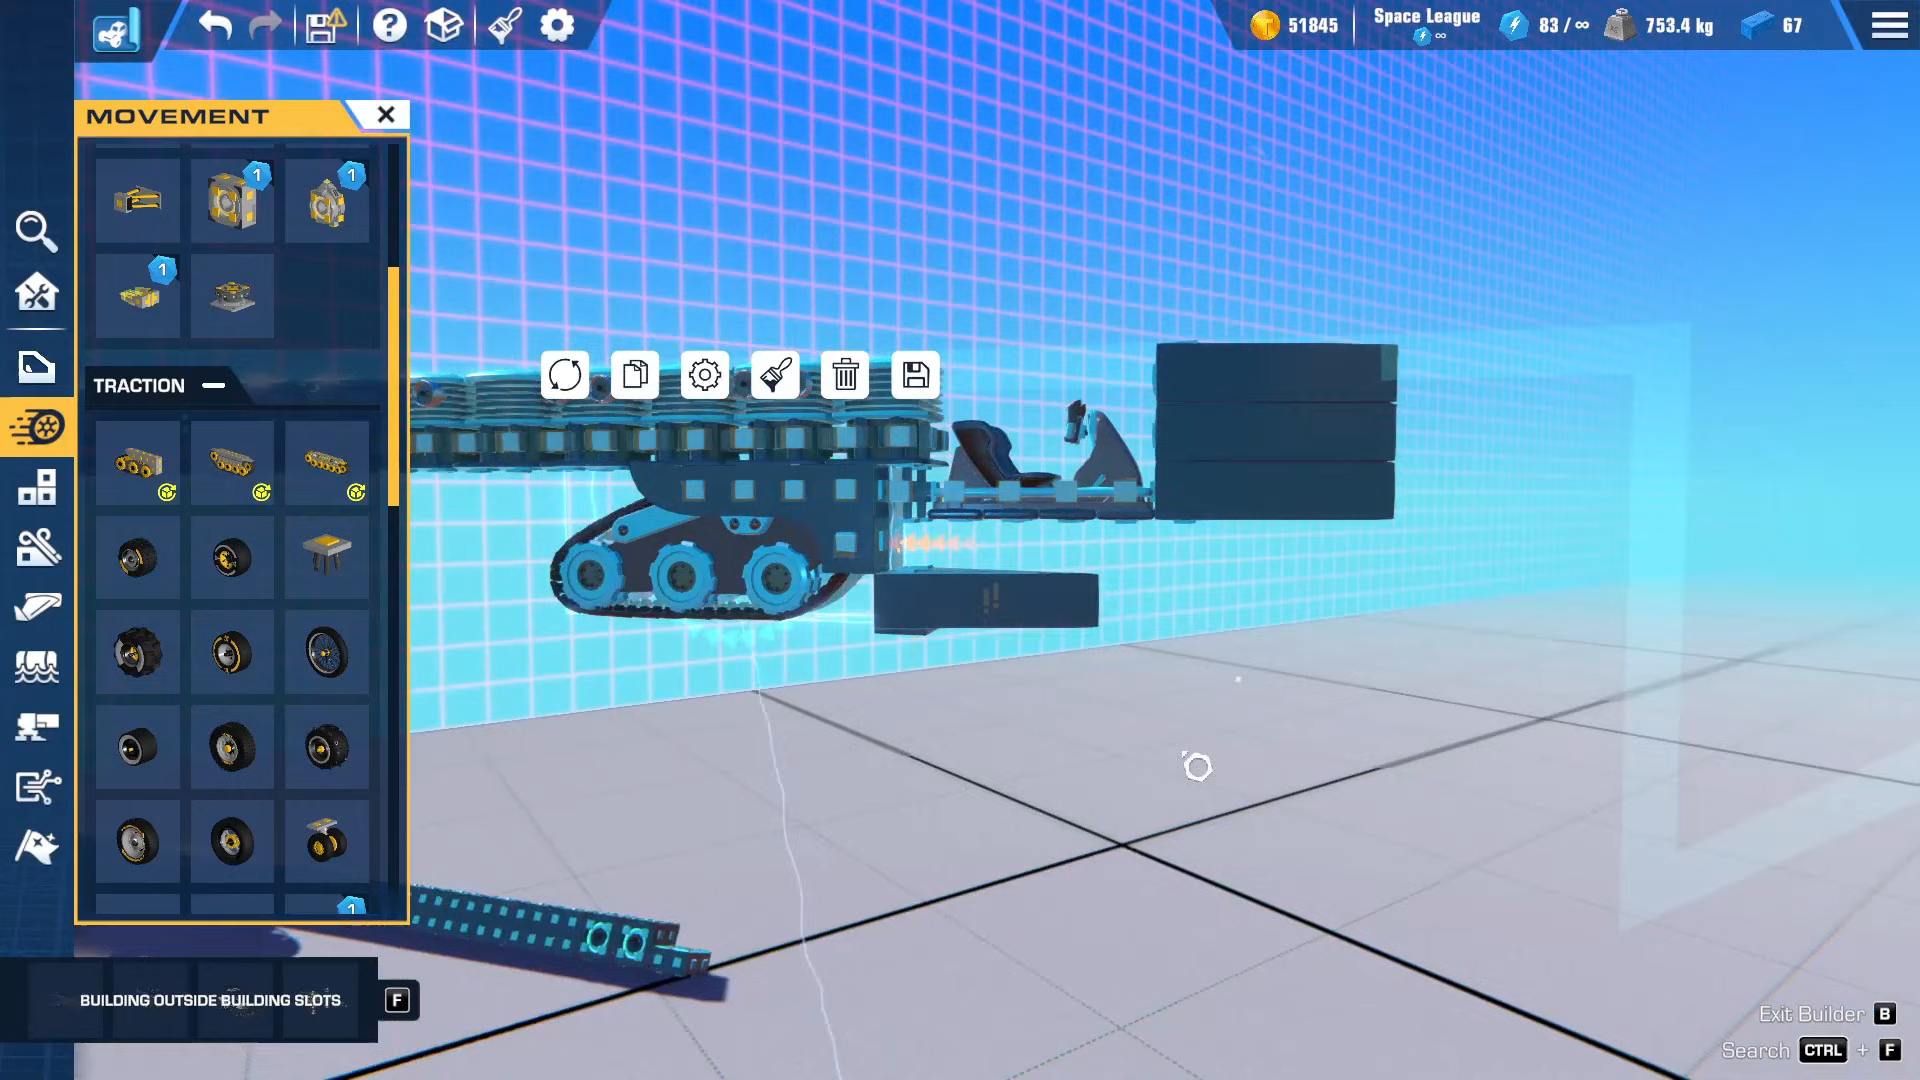 51845
Space League
∞
83 / ∞
753.4 kg
67
MOVEMENT
1
1
1
TRACTION
1
BUILDING OUTSIDE BUILDING SLOTS
F
Exit Builder B
Search CTRL + F